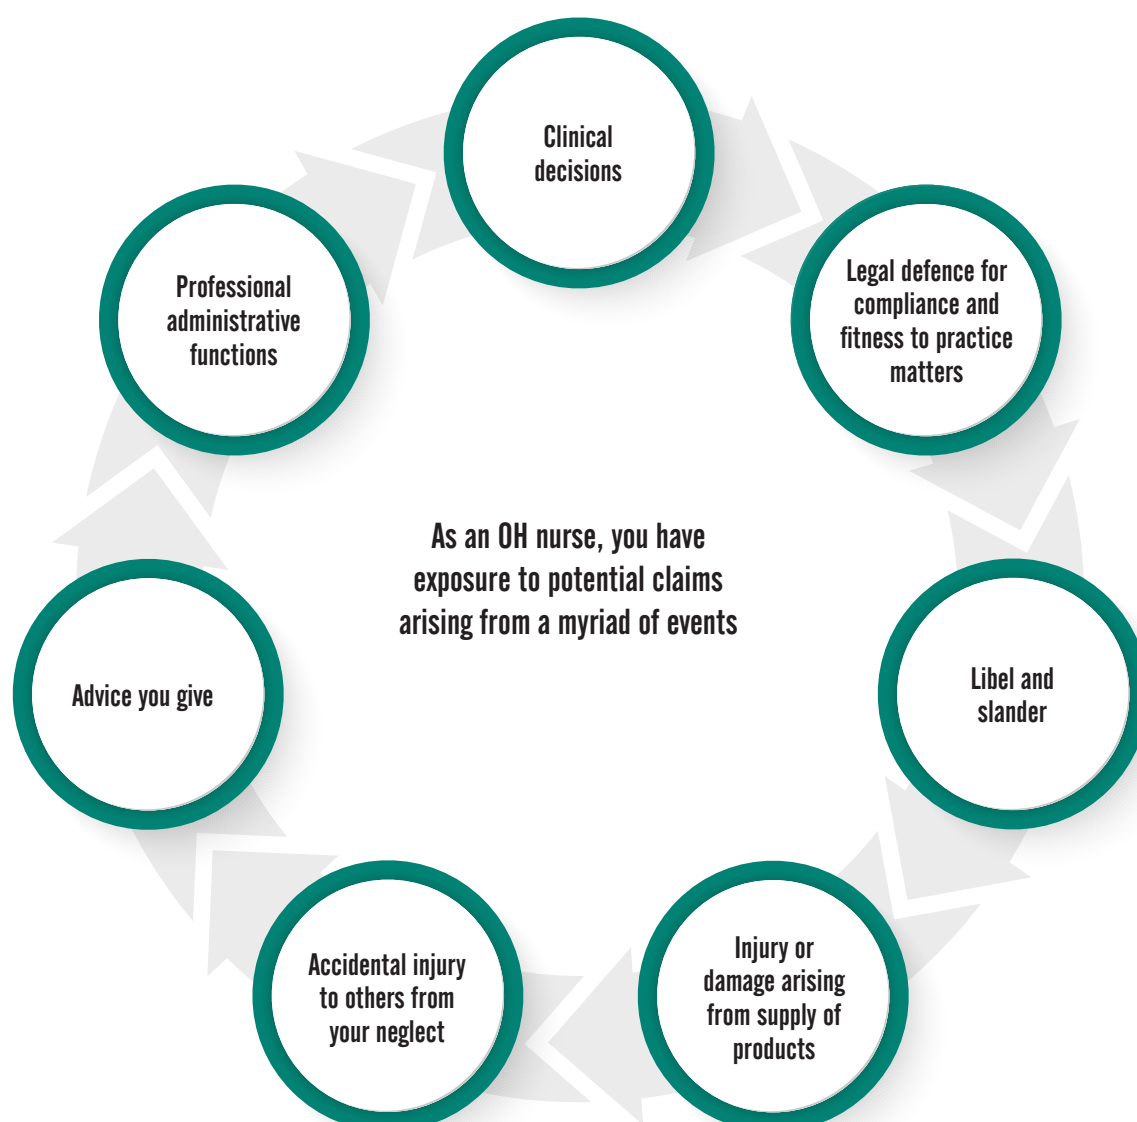 Clinical
decisions
Legal defence for
compliance and
fitness to practice
matters
Libel and
slander
Injury or
damage arising
from supply of
products
Accidental injury
to others from
your neglect
Advice you give
Professional
administrative
functions
As an OH nurse, you have
exposure to potential claims
arising from a myriad of events